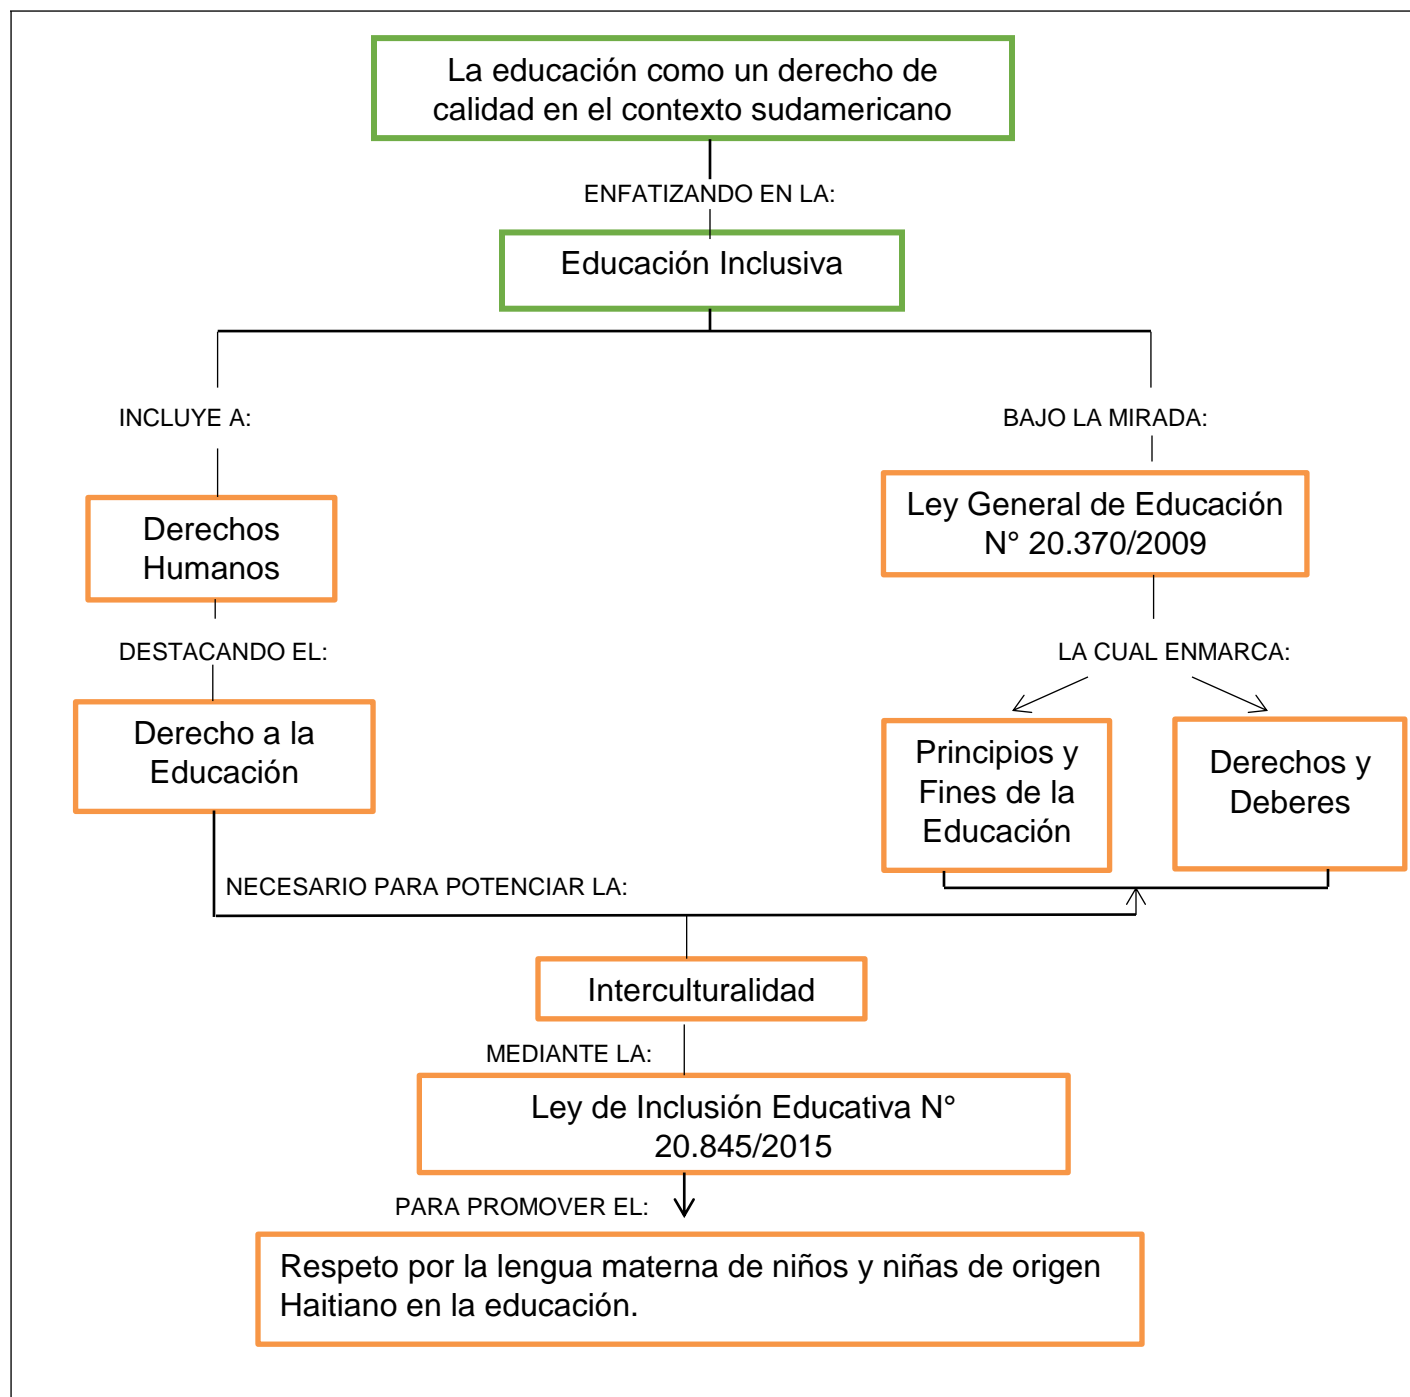 La educación como un derecho de
calidad en el contexto sudamericano
ENFATIZANDO EN LA:
Educación Inclusiva
INCLUYE A:
BAJO LA MIRADA:
Derechos
Humanos
Ley General de Educación
N° 20.370/2009
DESTACANDO EL:
LA CUAL ENMARCA:
Derecho a la
Educación
Principios y
Fines de la
Educación
Derechos y
Deberes
NECESARIO PARA POTENCIAR LA:
Interculturalidad
MEDIANTE LA:
Ley de Inclusión Educativa N°
20.845/2015
PARA PROMOVER EL:
Respeto por la lengua materna de niños y niñas de origen
Haitiano en la educación.